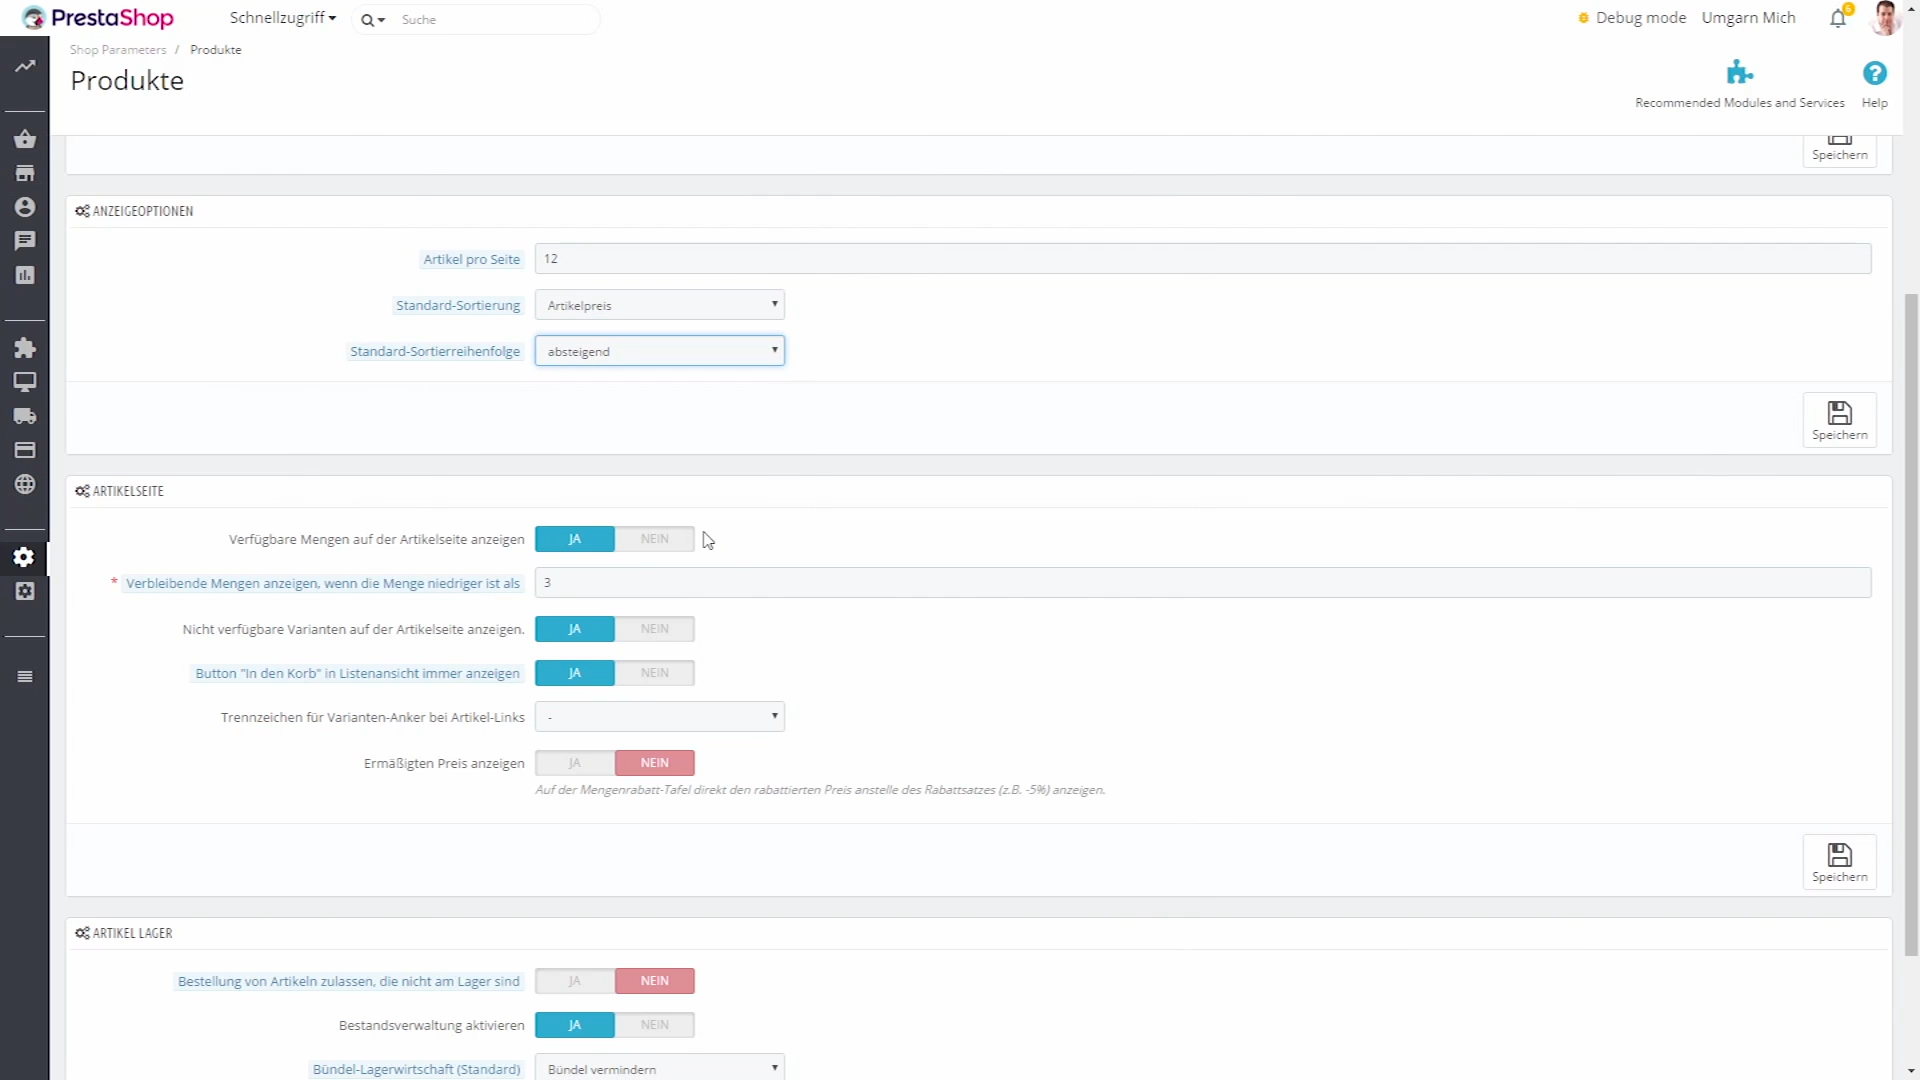 PrestaShop
Schnellzugriff
Suche
Debug mode
Umgarn Mich
6
Shop Parameters / Produkte
Produkte
Recommended Modules and Services
Help
Speichern
ANZEIGEOPTIONEN
Artikel pro Seite 12
Standard-Sortierung Artikelpreis
Standard-Sortierreihenfolge absteigend
Speichern
ARTIKELSEITE
Verfügbare Mengen auf der Artikelseite anzeigen JA NEIN
* Verbleibende Mengen anzeigen, wenn die Menge niedriger ist als 3
Nicht verfügbare Varianten auf der Artikelseite anzeigen. JA NEIN
Button "In den Korb" in Listenansicht immer anzeigen JA NEIN
Trennzeichen für Varianten-Anker bei Artikel-Links -
Ermäßigten Preis anzeigen JA NEIN
Auf der Mengenrabatt-Tafel direkt den rabattierten Preis anstelle des Rabattsatzes (z.B. -5%) anzeigen.
Speichern
ARTIKEL LAGER
Bestellung von Artikeln zulassen, die nicht am Lager sind JA NEIN
Bestandsverwaltung aktivieren JA NEIN
Bündel-Lagerwirtschaft (Standard) Bündel vermindern